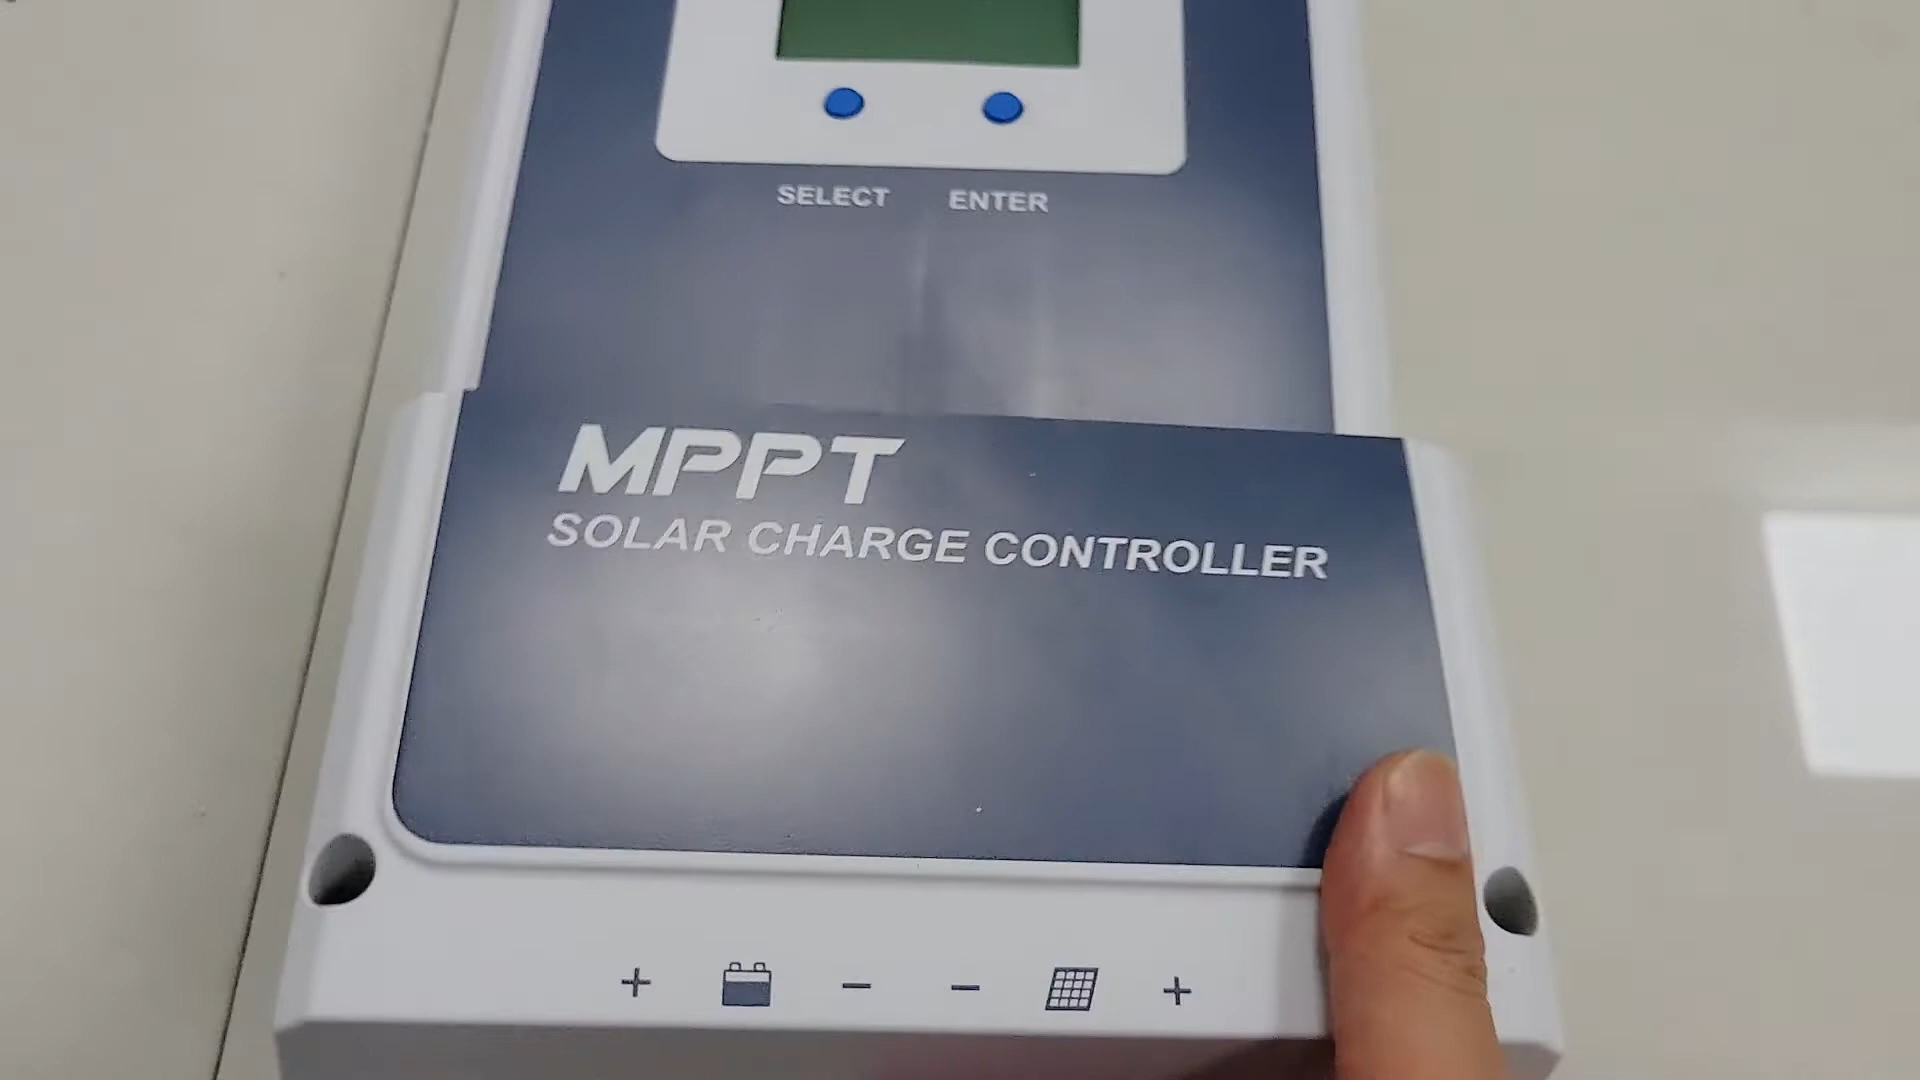 SELECT ENTER
MPPT
SOLAR CHARGE CONTROLLER
+ − − +